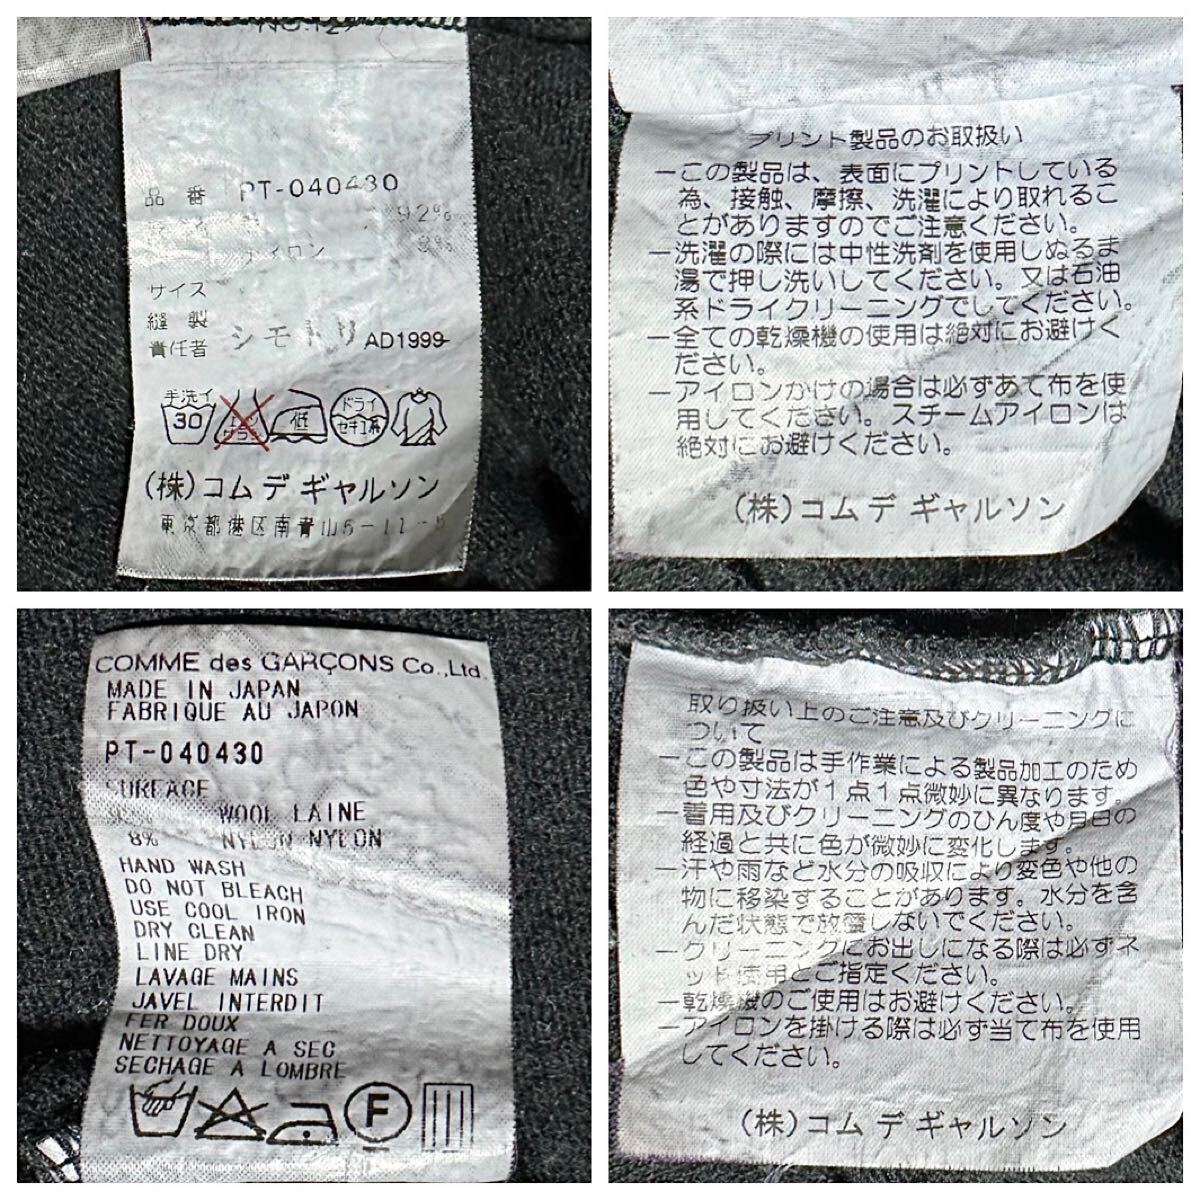 品 番 PT-040430
92%
ナイロン 8%
サイズ
縫 製
責任者 シモトリ AD1999
手洗イ
30
エンソサラシ
低
ドライ
セキユ系
(株)コム デ ギャルソン
東京都港区南青山5-11-5
プリント製品のお取扱い
ーこの製品は、表面にプリントしている
為、接触、摩擦、洗濯により取れるこ
とがありますのでご注意ください。
ー洗濯の際には中性洗剤を使用しぬるま
湯で押し洗いしてください。又は石油
系ドライクリーニングでしてください。
ー全ての乾燥機の使用は絶対にお避けく
ださい。
ーアイロンかけの場合は必ずあて布を使
用してください。スチームアイロンは
絶対にお避けください。
(株)コム デ ギャルソン
COMME des GARÇONS Co.,Ltd.
MADE IN JAPAN
FABRIQUE AU JAPON
PT-040430
SURFACE
WOOL LAINE
8% NYLON NYLON
HAND WASH
DO NOT BLEACH
USE COOL IRON
DRY CLEAN
LINE DRY
LAVAGE MAINS
JAVEL INTERDIT
FER DOUX
NETTOYAGE A SEC
SECHAGE A LOMBRE
F
取り扱い上のご注意及びクリーニングに
ついて
ーこの製品は手作業による製品加工のため
色や寸法が1点1点微妙に異なります。
ー着用及びクリーニングのひん度や月日の
経過と共に色が微妙に変化します。
ー汗や雨など水分の吸収により変色や他の
物に移染することがあります。水分を含
んだ状態で放置しないでください。
ークリーニングにお出しになる際は必ずネ
ット使用とご指定ください。
ー乾燥機のご使用はお避けください。
ーアイロンを掛ける際は必ず当て布を使用
してください。
(株)コム デ ギャルソン